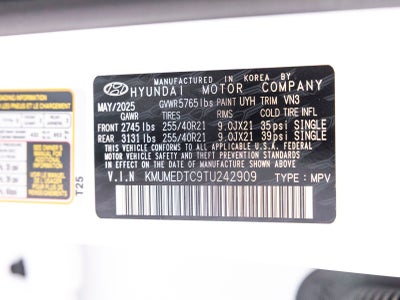 MANUFACTURED IN KOREA BY
HYUNDAI MOTOR COMPANY
MAY/2025 GVWR 5765lbs PAINT UYH TRIM VN3
GAWR TIRES RIMS COLD TIRE INFL
FRONT 2745 lbs 255/40R21 9.0JX21 35psi SINGLE
REAR 3131 lbs 255/40R21 9.0JX21 39psi SINGLE
THIS VEHICLE CONFORMS TO ALL APPLICABLE U.S.A. FEDERAL
MOTOR VEHICLE SAFETY AND THEFT PREVENTION STANDARDS
IN EFFECT ON THE DATE OF MANUFACTURE SHOWN ABOVE.
V.I.N KMUMEDTC9TU242909 TYPE : MPV
T25